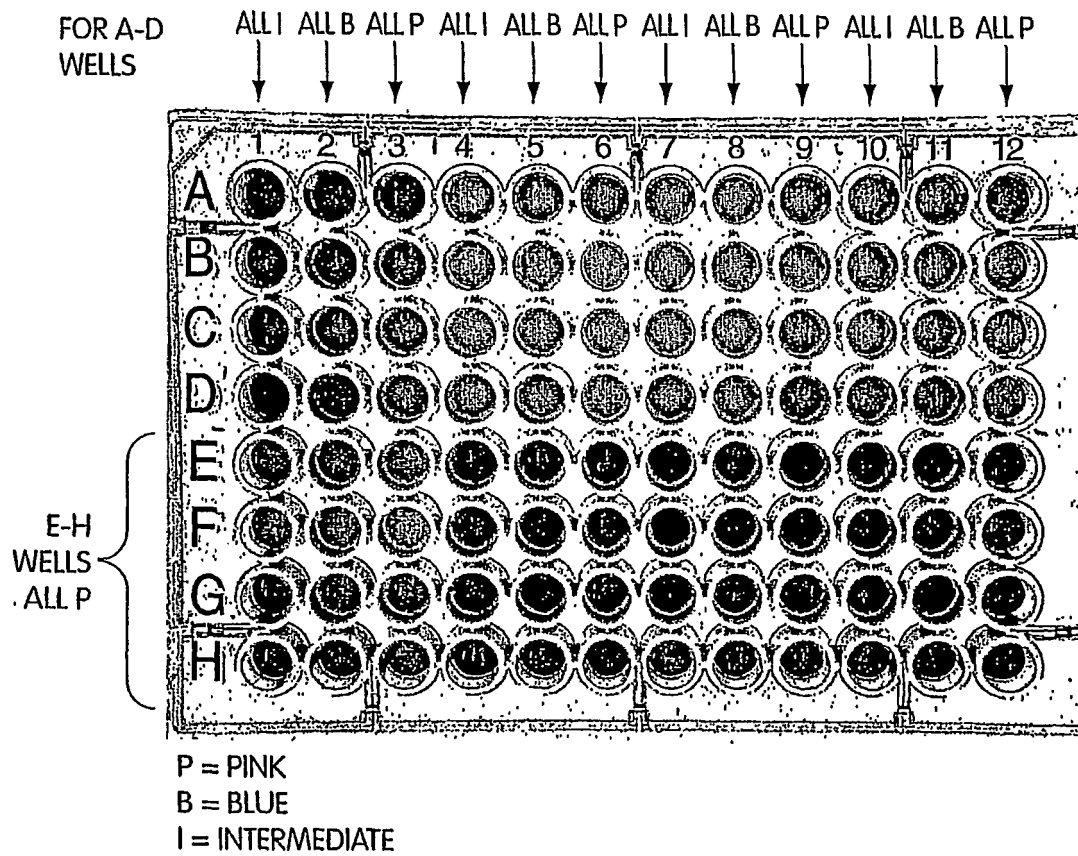 FOR A-D WELLS
ALL I ALL B ALL P ALL I ALL B ALL P ALL I ALL B ALL P ALL I ALL B ALL P
1 2 3 4 5 6 7 8 9 10 11 12
A
B
C
D
E
F
G
H
E-H
WELLS
ALL P
P = PINK
B = BLUE
I = INTERMEDIATE